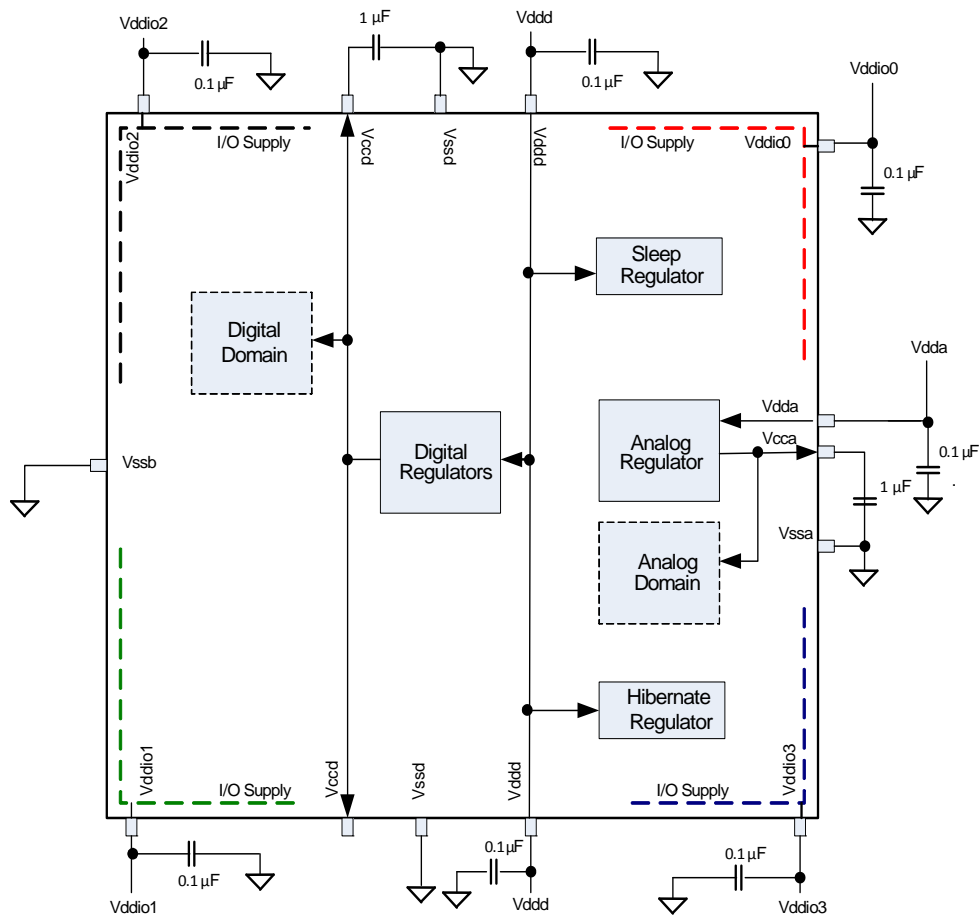 Vddio2
1 µF
Vddd
0.1 µF
0.1 µF
Vddio0
0.1 µF
Vddio2
I/O Supply
Vccd
Vssd
Vddd
I/O Supply
Vddio0
Sleep
Regulator
Digital
Domain
Vdda
Vdda
Vcca
Analog
Regulator
Digital
Regulators
Vssb
0.1 µF
.
1 µF
Vssa
Analog
Domain
Hibernate
Regulator
Vddio1
I/O Supply
Vccd
Vssd
Vddd
I/O Supply
Vddio3
0.1 µF
0.1 µF
0.1 µF
Vddio1
Vddd
Vddio3